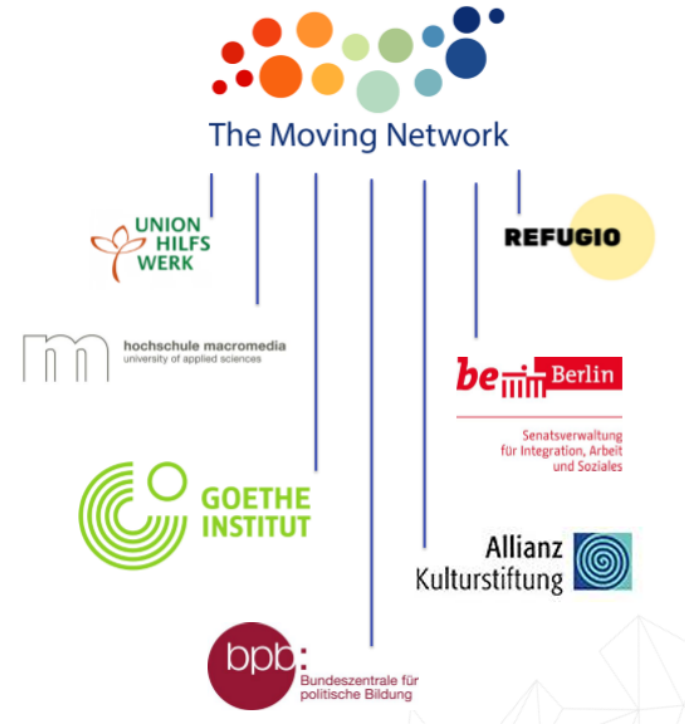 The Moving Network
UNION
HILFS
WERK
REFUGIO
m hochschule macromedia
university of applied sciences
be Berlin
Senatsverwaltung
für Integration, Arbeit
und Soziales
GOETHE
INSTITUT
Allianz
Kulturstiftung
bpb:
Bundeszentrale für
politische Bildung